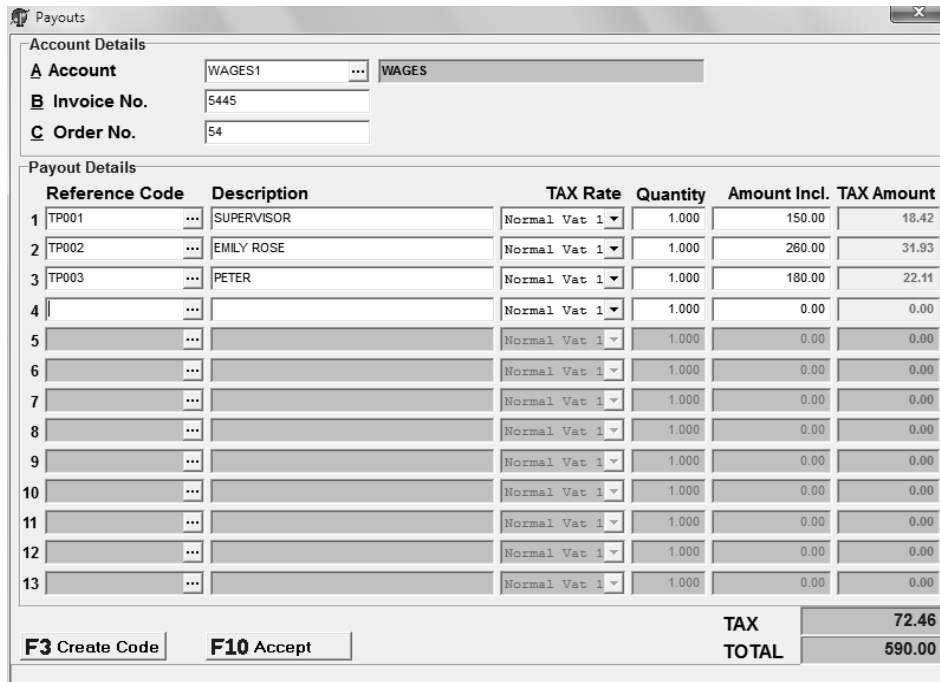 Payouts
Account Details
A Account WAGES1 ... WAGES
B Invoice No. 5445
C Order No. 54
Payout Details
Reference Code Description TAX Rate Quantity Amount Incl. TAX Amount
1 TP001 ... SUPERVISOR Normal Vat 1 1.000 150.00 18.42
2 TP002 ... EMILY ROSE Normal Vat 1 1.000 260.00 31.93
3 TP003 ... PETER Normal Vat 1 1.000 180.00 22.11
4 ... Normal Vat 1 1.000 0.00 0.00
5 ... Normal Vat 1 1.000 0.00 0.00
6 ... Normal Vat 1 1.000 0.00 0.00
7 ... Normal Vat 1 1.000 0.00 0.00
8 ... Normal Vat 1 1.000 0.00 0.00
9 ... Normal Vat 1 1.000 0.00 0.00
10 ... Normal Vat 1 1.000 0.00 0.00
11 ... Normal Vat 1 1.000 0.00 0.00
12 ... Normal Vat 1 1.000 0.00 0.00
13 ... Normal Vat 1 1.000 0.00 0.00
TAX 72.46
F3 Create Code F10 Accept TOTAL 590.00